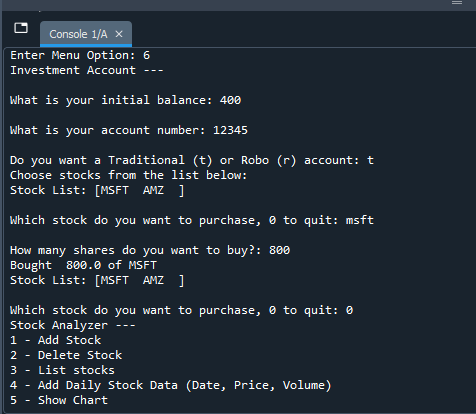 Console 1/A
Enter Menu Option: 6
Investment Account ---
What is your initial balance: 400
What is your account number: 12345
Do you want a Traditional (t) or Robo (r) account: t
Choose stocks from the list below:
Stock List: [MSFT  AMZ  ]
Which stock do you want to purchase, 0 to quit: msft
How many shares do you want to buy?: 800
Bought  800.0 of MSFT
Stock List: [MSFT  AMZ  ]
Which stock do you want to purchase, 0 to quit: 0
Stock Analyzer ---
1 - Add Stock
2 - Delete Stock
3 - List stocks
4 - Add Daily Stock Data (Date, Price, Volume)
5 - Show Chart